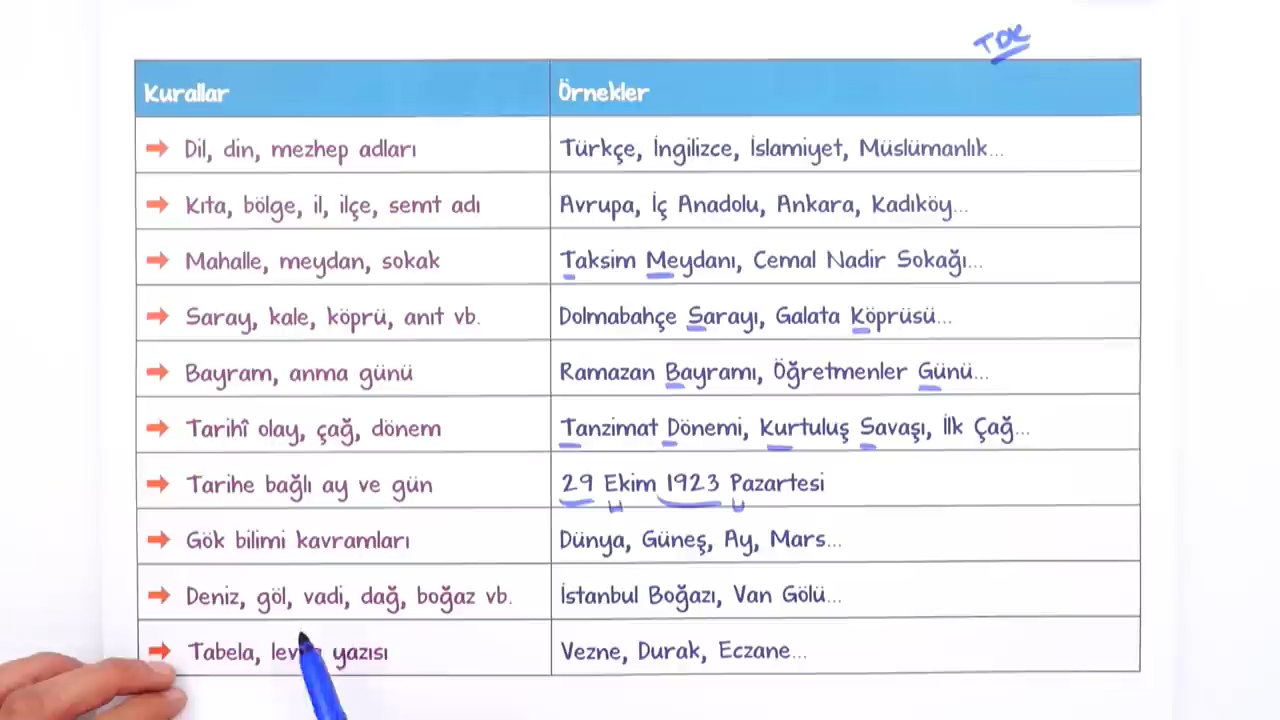 TDK
Kurallar Örnekler
Dil, din, mezhep adları Türkçe, İngilizce, İslamiyet, Müslümanlık...
Kıta, bölge, il, ilçe, semt adı Avrupa, İç Anadolu, Ankara, Kadıköy...
Mahalle, meydan, sokak Taksim Meydanı, Cemal Nadir Sokağı...
Saray, kale, köprü, anıt vb. Dolmabahçe Sarayı, Galata Köprüsü...
Bayram, anma günü Ramazan Bayramı, Öğretmenler Günü...
Tarihî olay, çağ, dönem Tanzimat Dönemi, Kurtuluş Savaşı, İlk Çağ...
Tarihe bağlı ay ve gün 29 Ekim 1923 Pazartesi
Gök bilimi kavramları Dünya, Güneş, Ay, Mars...
Deniz, göl, vadi, dağ, boğaz vb. İstanbul Boğazı, Van Gölü...
Tabela, yazısı Vezne, Durak, Eczane...